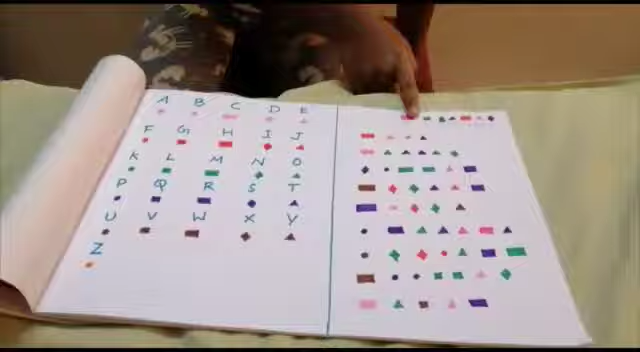 A B C D E
F G H I J
K L M N O
P Q R S T
U V W X Y
Z